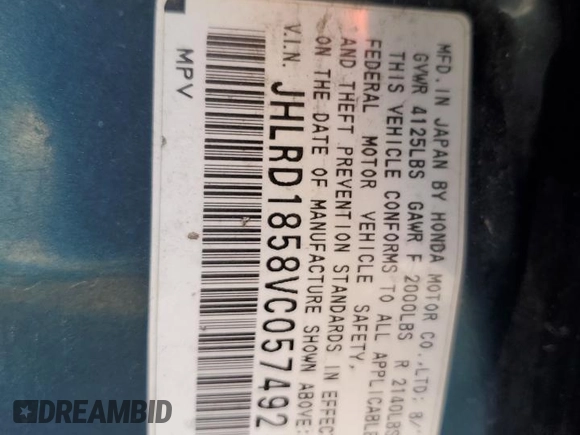 MFD. IN JAPAN BY HONDA MOTOR CO.,LTD: 8/
GVWR 4125LBS GAWR F 2000LBS R 2140LBS
THIS VEHICLE CONFORMS TO ALL APPLICABLE
FEDERAL MOTOR VEHICLE SAFETY,
AND THEFT PREVENTION STANDARDS IN EFFECT
ON THE DATE OF MANUFACTURE SHOWN ABOVE:
V.I.N. JHLRD1858VC057492
MPV
DREAMBID